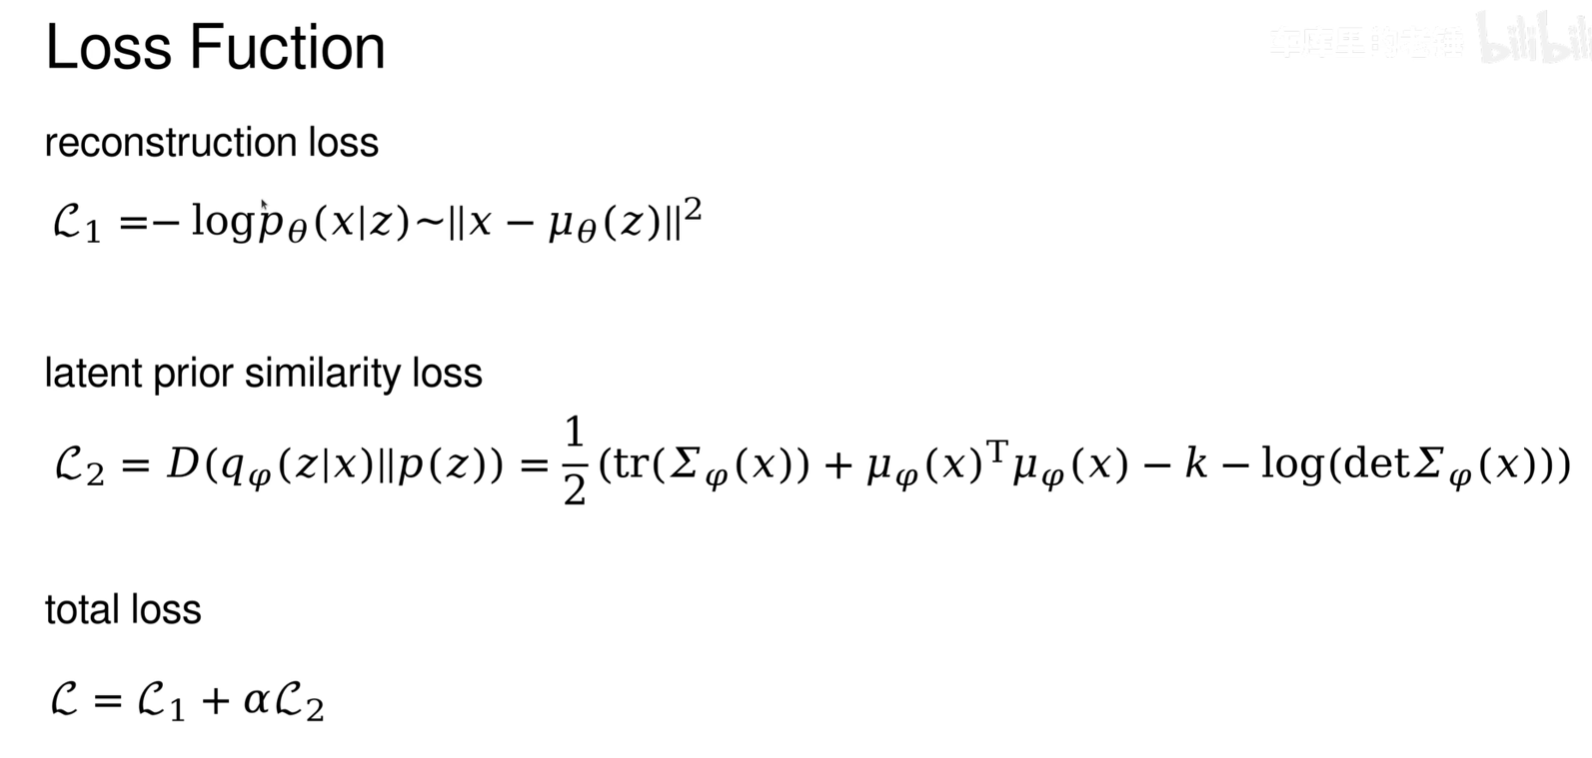 Loss Fuction
bilibili
reconstruction loss
ℒ₁ =− log p_θ(x|z)~‖x − μ_θ(z)‖²
latent prior similarity loss
ℒ₂ = D(q_φ(z|x)‖p(z)) = 1/2 (tr(Σ_φ(x)) + μ_φ(x)ᵀμ_φ(x) − k − log(detΣ_φ(x)))
total loss
ℒ = ℒ₁ + αℒ₂